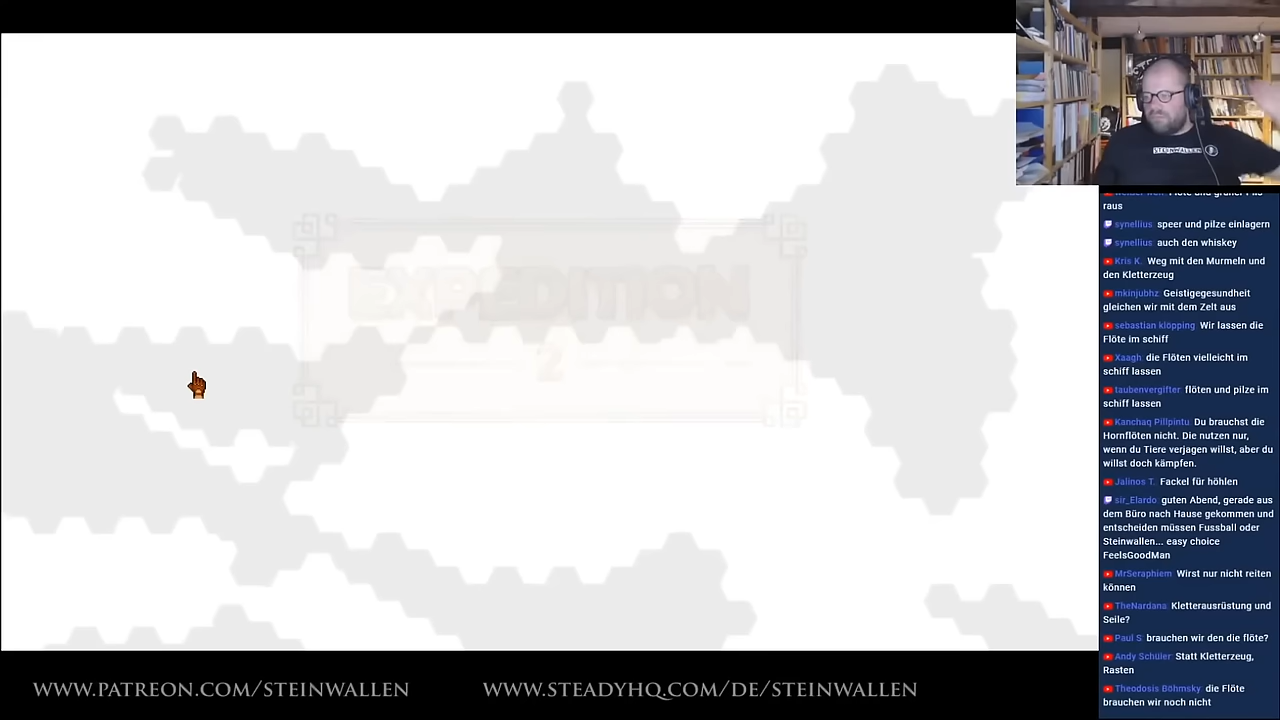 EXPEDITION
2
STEINWALLEN
raus
synellius speer und pilze einlagern
synellius auch den whiskey
Kris K. Weg mit den Murmeln und
den Kletterzeug
mkinjubhz Geistigegesundheit
gleichen wir mit dem Zelt aus
sebastian klöpping Wir lassen die
Flöte im schiff
Xaagh die Flöten vielleicht im
schiff lassen
taubenvergifter flöten und pilze im
schiff lassen
Kanchaq Pillpintu Du brauchst die
Hornflöten nicht. Die nutzen nur,
wenn du Tiere verjagen willst, aber du
willst doch kämpfen.
Jalinos T. Fackel für höhlen
sir_Elardo guten Abend, gerade aus
dem Büro nach Hause gekommen und
entscheiden müssen Fussball oder
Steinwallen... easy choice
FeelsGoodMan
MrSeraphiem Wirst nur nicht reiten
können
TheNardana Kletterausrüstung und
Seile?
Paul S brauchen wir den die flöte?
Andy Schüler Statt Kletterzeug,
Rasten
Theodosis Böhmsky die Flöte
brauchen wir noch nicht
WWW.PATREON.COM/STEINWALLEN
WWW.STEADYHQ.COM/DE/STEINWALLEN